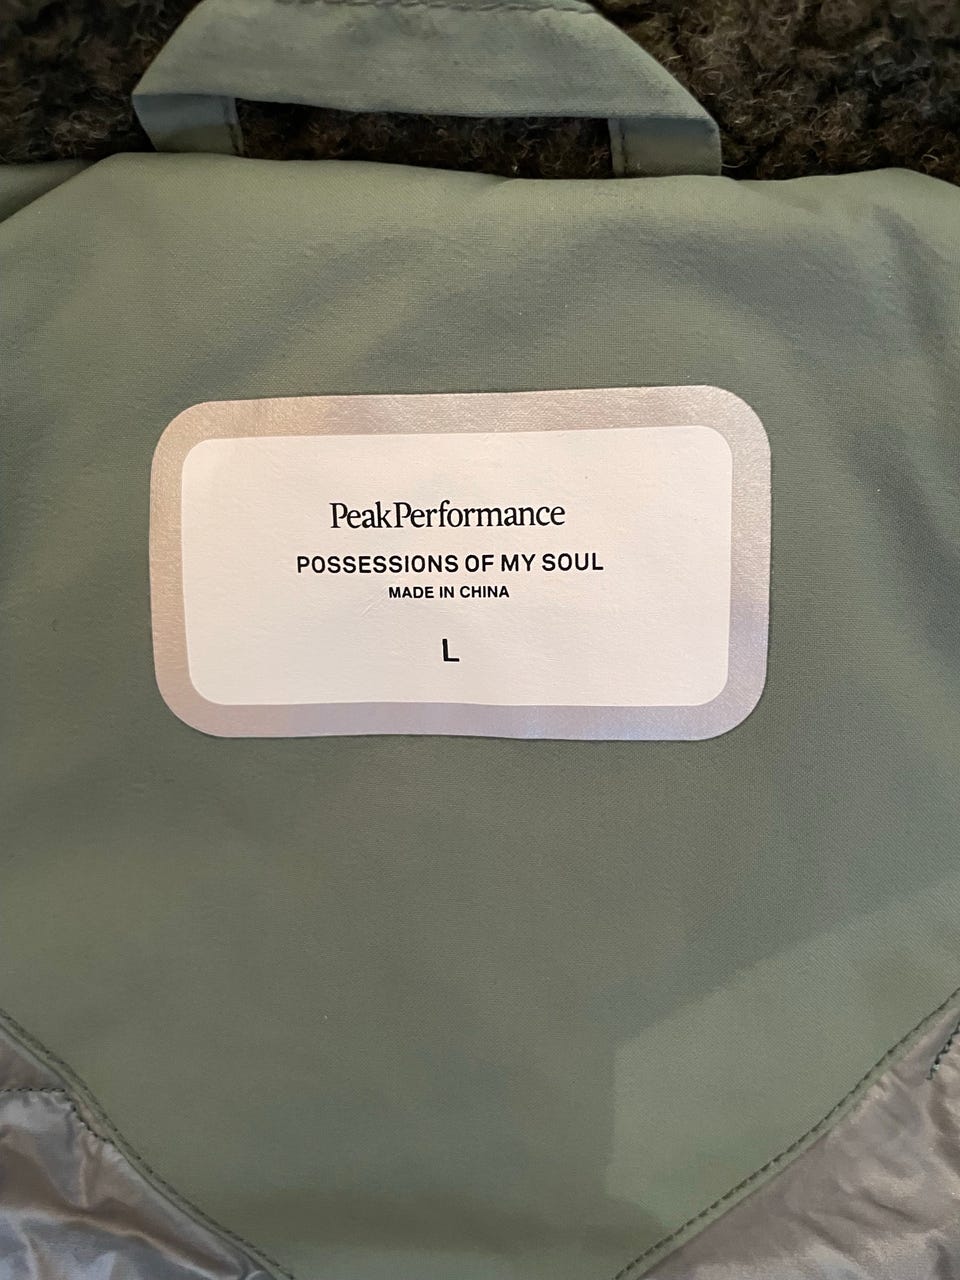 PeakPerformance
POSSESSIONS OF MY SOUL
MADE IN CHINA
L